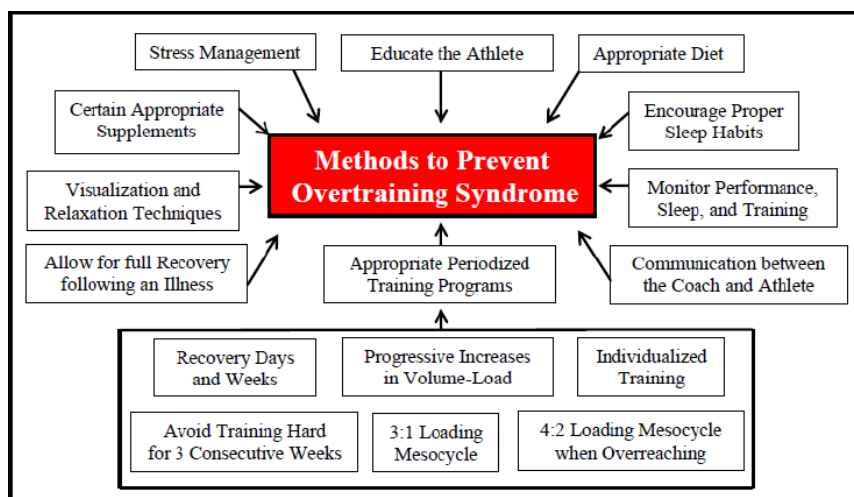 Stress Management
Educate the Athlete
Appropriate Diet
Certain Appropriate
Supplements
Encourage Proper
Sleep Habits
Methods to Prevent
Overtraining Syndrome
Visualization and
Relaxation Techniques
Monitor Performance,
Sleep, and Training
Allow for full Recovery
following an Illness
Appropriate Periodized
Training Programs
Communication between
the Coach and Athlete
Recovery Days
and Weeks
Progressive Increases
in Volume-Load
Individualized
Training
Avoid Training Hard
for 3 Consecutive Weeks
3:1 Loading
Mesocycle
4:2 Loading Mesocycle
when Overreaching